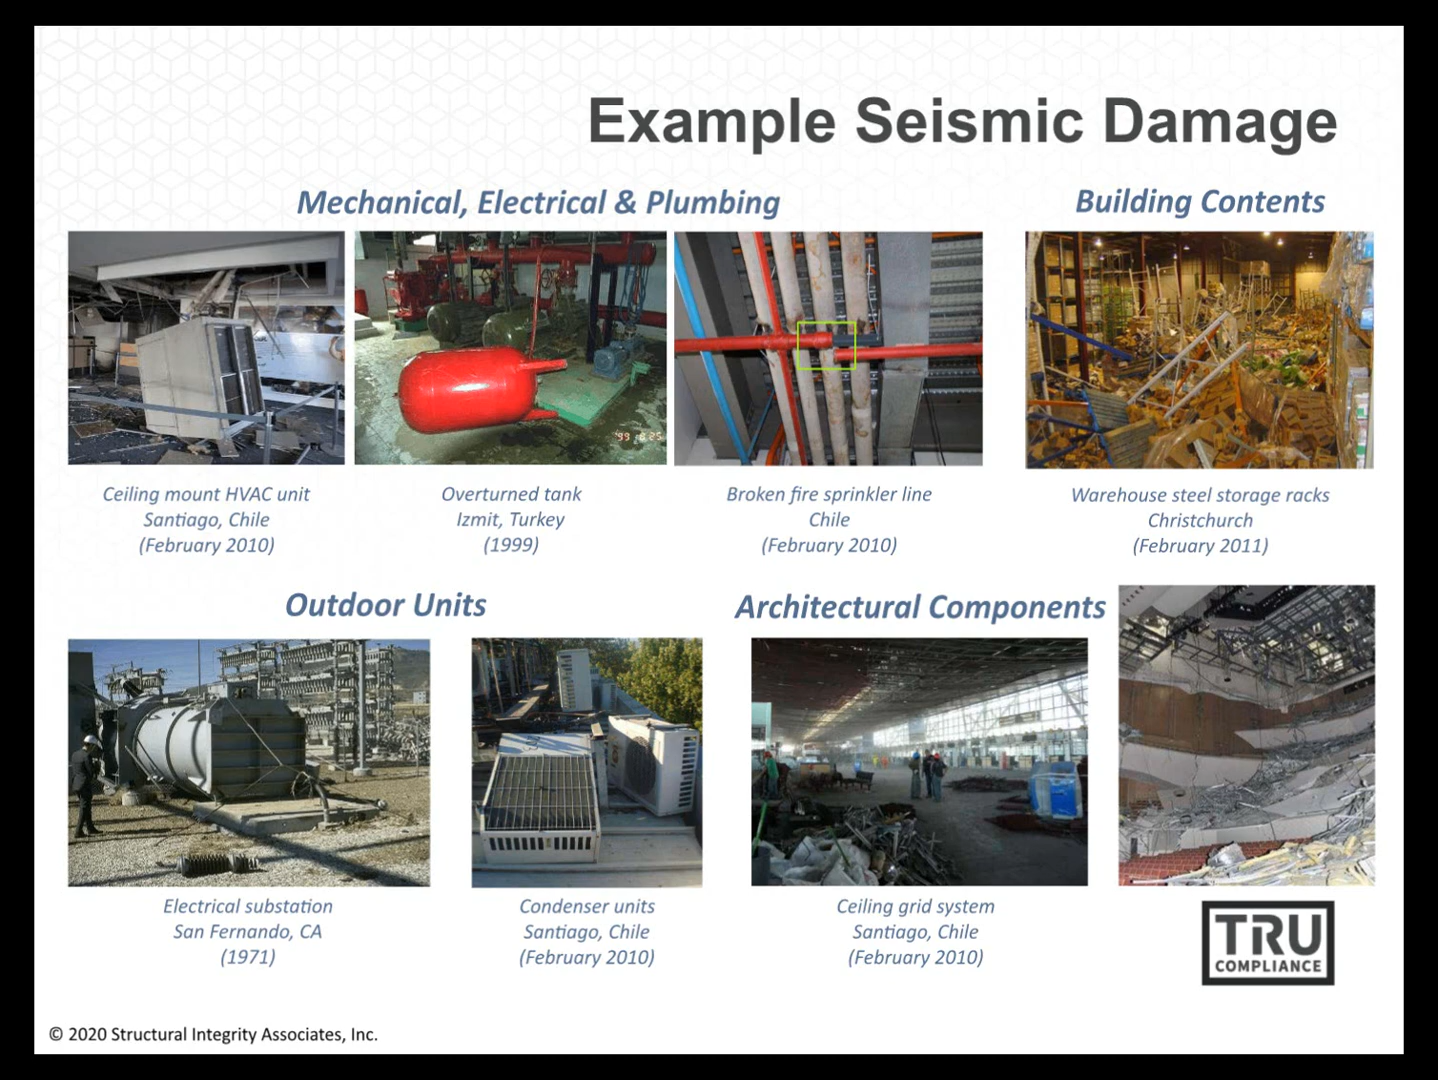 Example Seismic Damage
Mechanical, Electrical & Plumbing
Building Contents
'99 8 25
Ceiling mount HVAC unit
Santiago, Chile
(February 2010)
Overturned tank
Izmit, Turkey
(1999)
Broken fire sprinkler line
Chile
(February 2010)
Warehouse steel storage racks
Christchurch
(February 2011)
Outdoor Units
Architectural Components
Electrical substation
San Fernando, CA
(1971)
Condenser units
Santiago, Chile
(February 2010)
Ceiling grid system
Santiago, Chile
(February 2010)
TRU
COMPLIANCE
© 2020 Structural Integrity Associates, Inc.